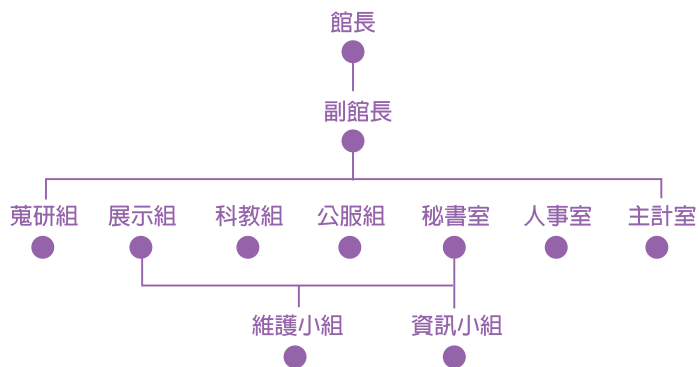 館長
副館長
蒐研組 展示組 科教組 公服組 秘書室 人事室 主計室
維護小組 資訊小組